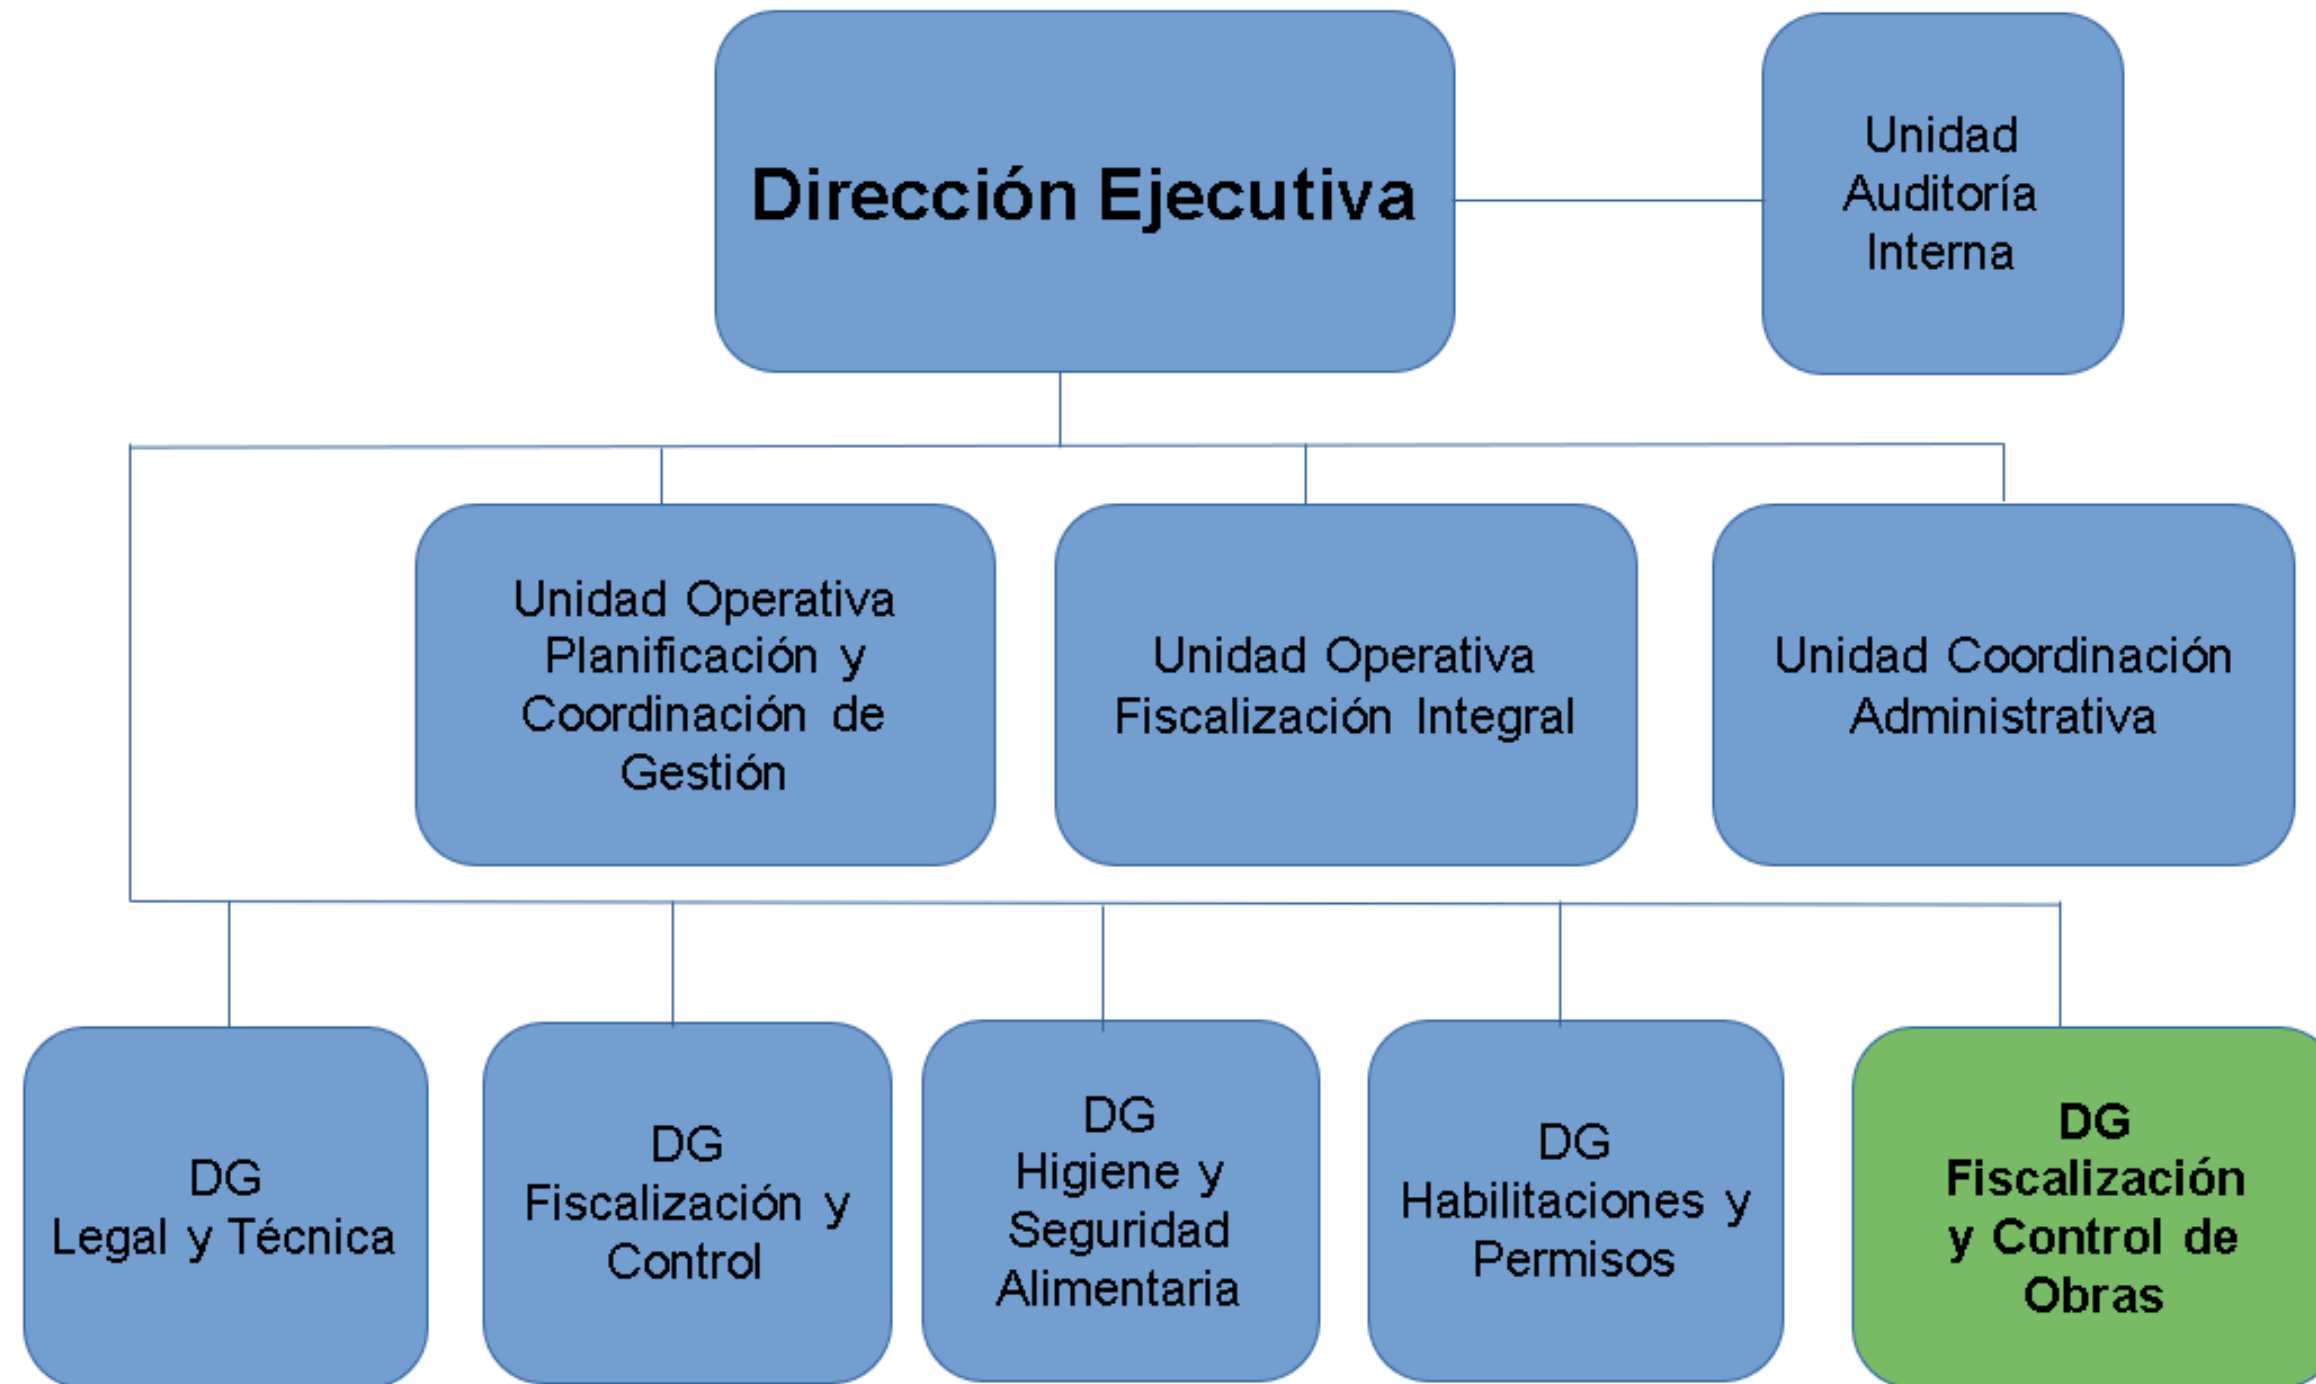 Dirección Ejecutiva
Unidad
Auditoría
Interna
Unidad Operativa
Planificación y
Coordinación de
Gestión
Unidad Operativa
Fiscalización Integral
Unidad Coordinación
Administrativa
DG
Legal y Técnica
DG
Fiscalización y
Control
DG
Higiene y
Seguridad
Alimentaria
DG
Habilitaciones y
Permisos
DG
Fiscalización
y Control de
Obras